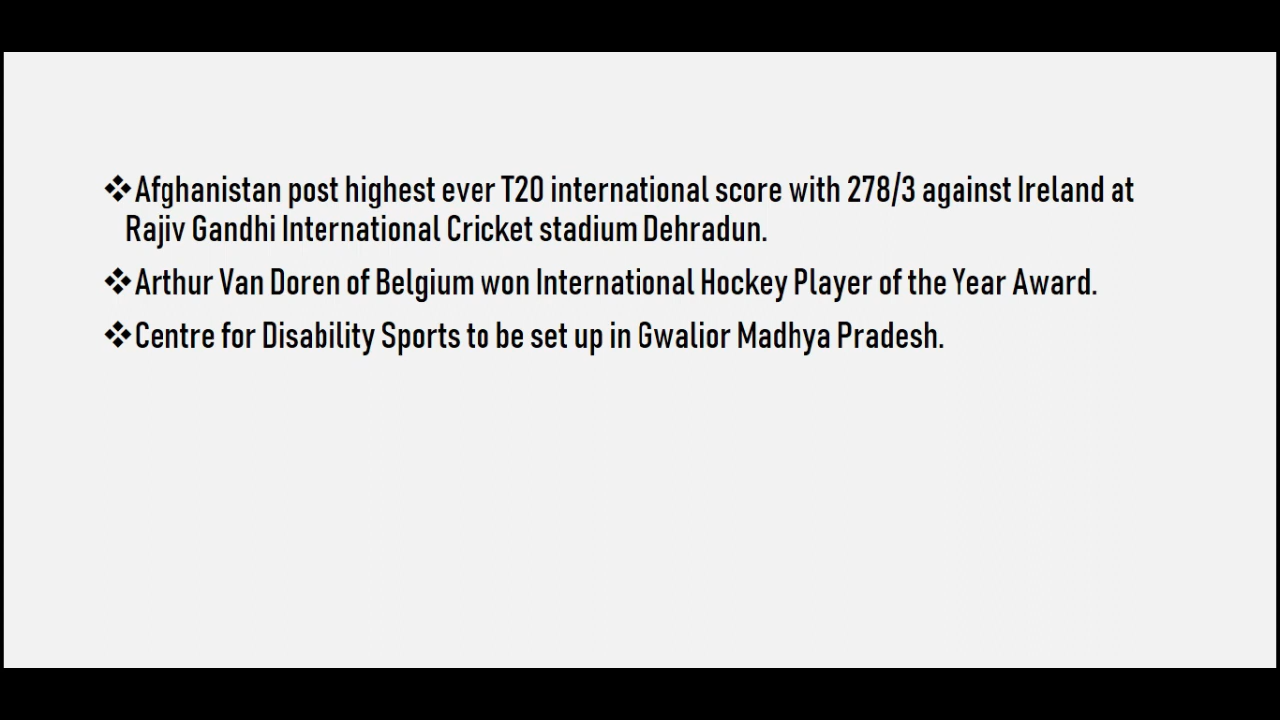 ❖Afghanistan post highest ever T20 international score with 278/3 against Ireland at
Rajiv Gandhi International Cricket stadium Dehradun.
❖Arthur Van Doren of Belgium won International Hockey Player of the Year Award.
❖Centre for Disability Sports to be set up in Gwalior Madhya Pradesh.